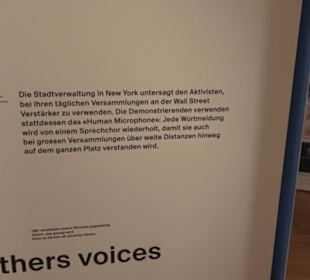 Die Stadtverwaltung in New York untersagt den Aktivisten,
bei ihren täglichen Versammlungen an der Wall Street
Verstärker zu verwenden. Die Demonstrierenden verwenden
stattdessen das «Human Microphone»: Jede Wortmeldung
wird von einem Sprechchor wiederholt, damit sie auch
bei grossen Versammlungen über weite Distanzen hinweg
auf dem ganzen Platz verstanden wird.
thers voices